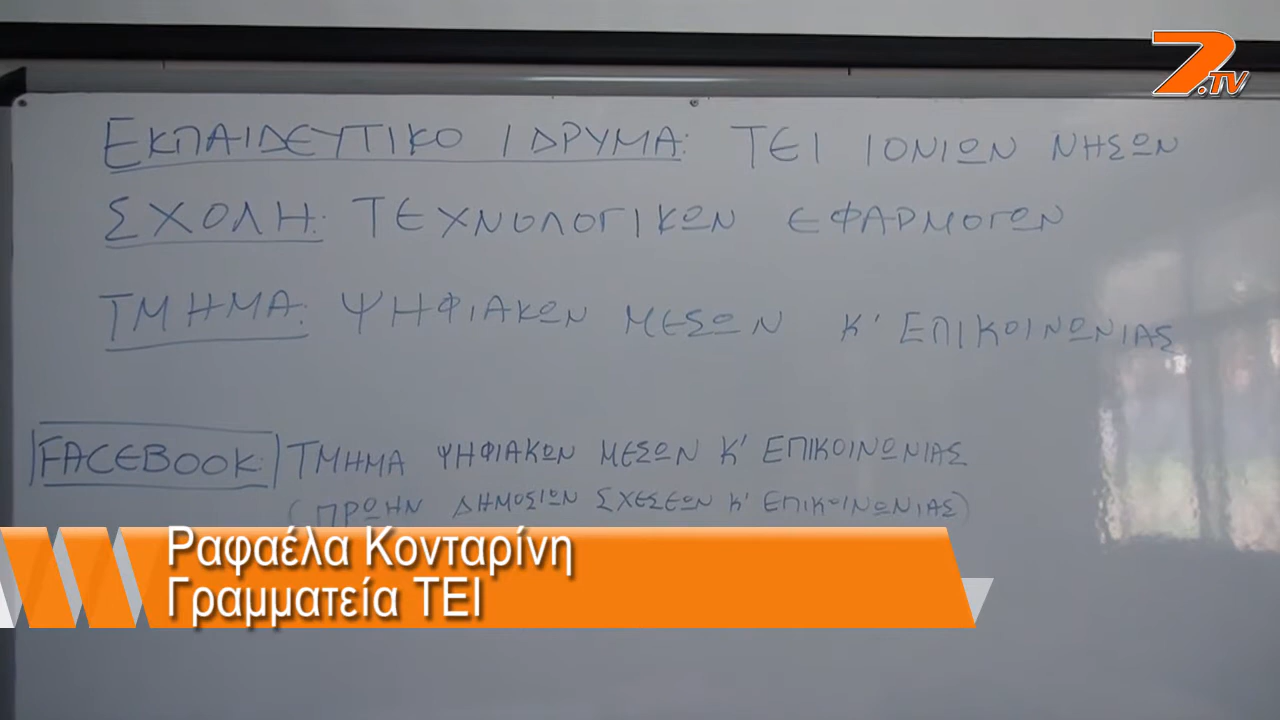 7.TV
ΕΚΠΑΙΔΕΥΤΙΚΟ ΙΔΡΥΜΑ: ΤΕΙ ΙΟΝΙΩΝ ΝΗΣΩΝ
ΣΧΟΛΗ: ΤΕΧΝΟΛΟΓΙΚΩΝ ΕΦΑΡΜΟΓΩΝ
ΤΜΗΜΑ: ΨΗΦΙΑΚΩΝ ΜΕΣΩΝ Κ' ΕΠΙΚΟΙΝΩΝΙΑΣ
FACEBOOK: ΤΜΗΜΑ ΨΗΦΙΑΚΩΝ ΜΕΣΩΝ Κ' ΕΠΙΚΟΙΝΩΝΙΑΣ
(ΠΡΩΗΝ ΔΗΜΟΣΙΩΝ ΣΧΕΣΕΩΝ Κ' ΕΠΙΚΟΙΝΩΝΙΑΣ)
Ραφαέλα Κονταρίνη
Γραμματεία ΤΕΙ